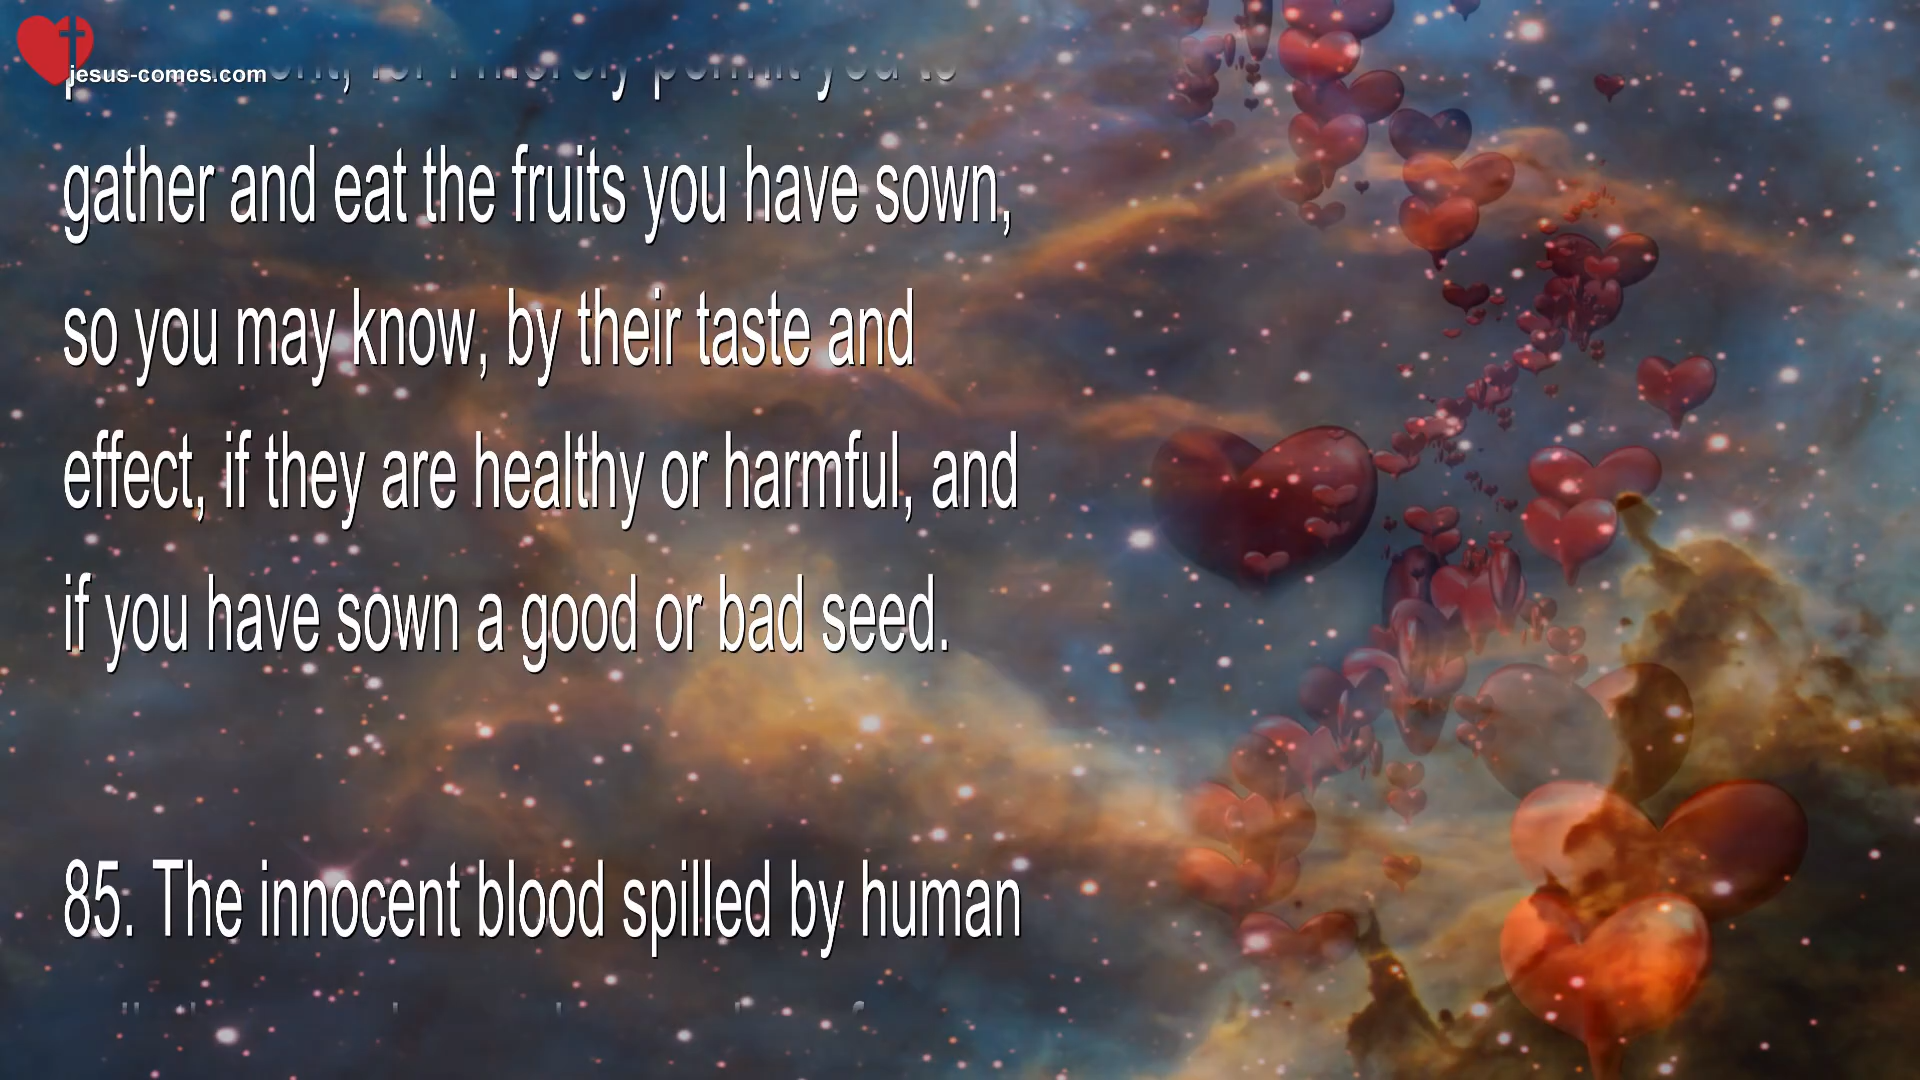 jesus-comes.com
for I merely permit you to
gather and eat the fruits you have sown,
so you may know, by their taste and
effect, if they are healthy or harmful, and
if you have sown a good or bad seed.
85. The innocent blood spilled by human